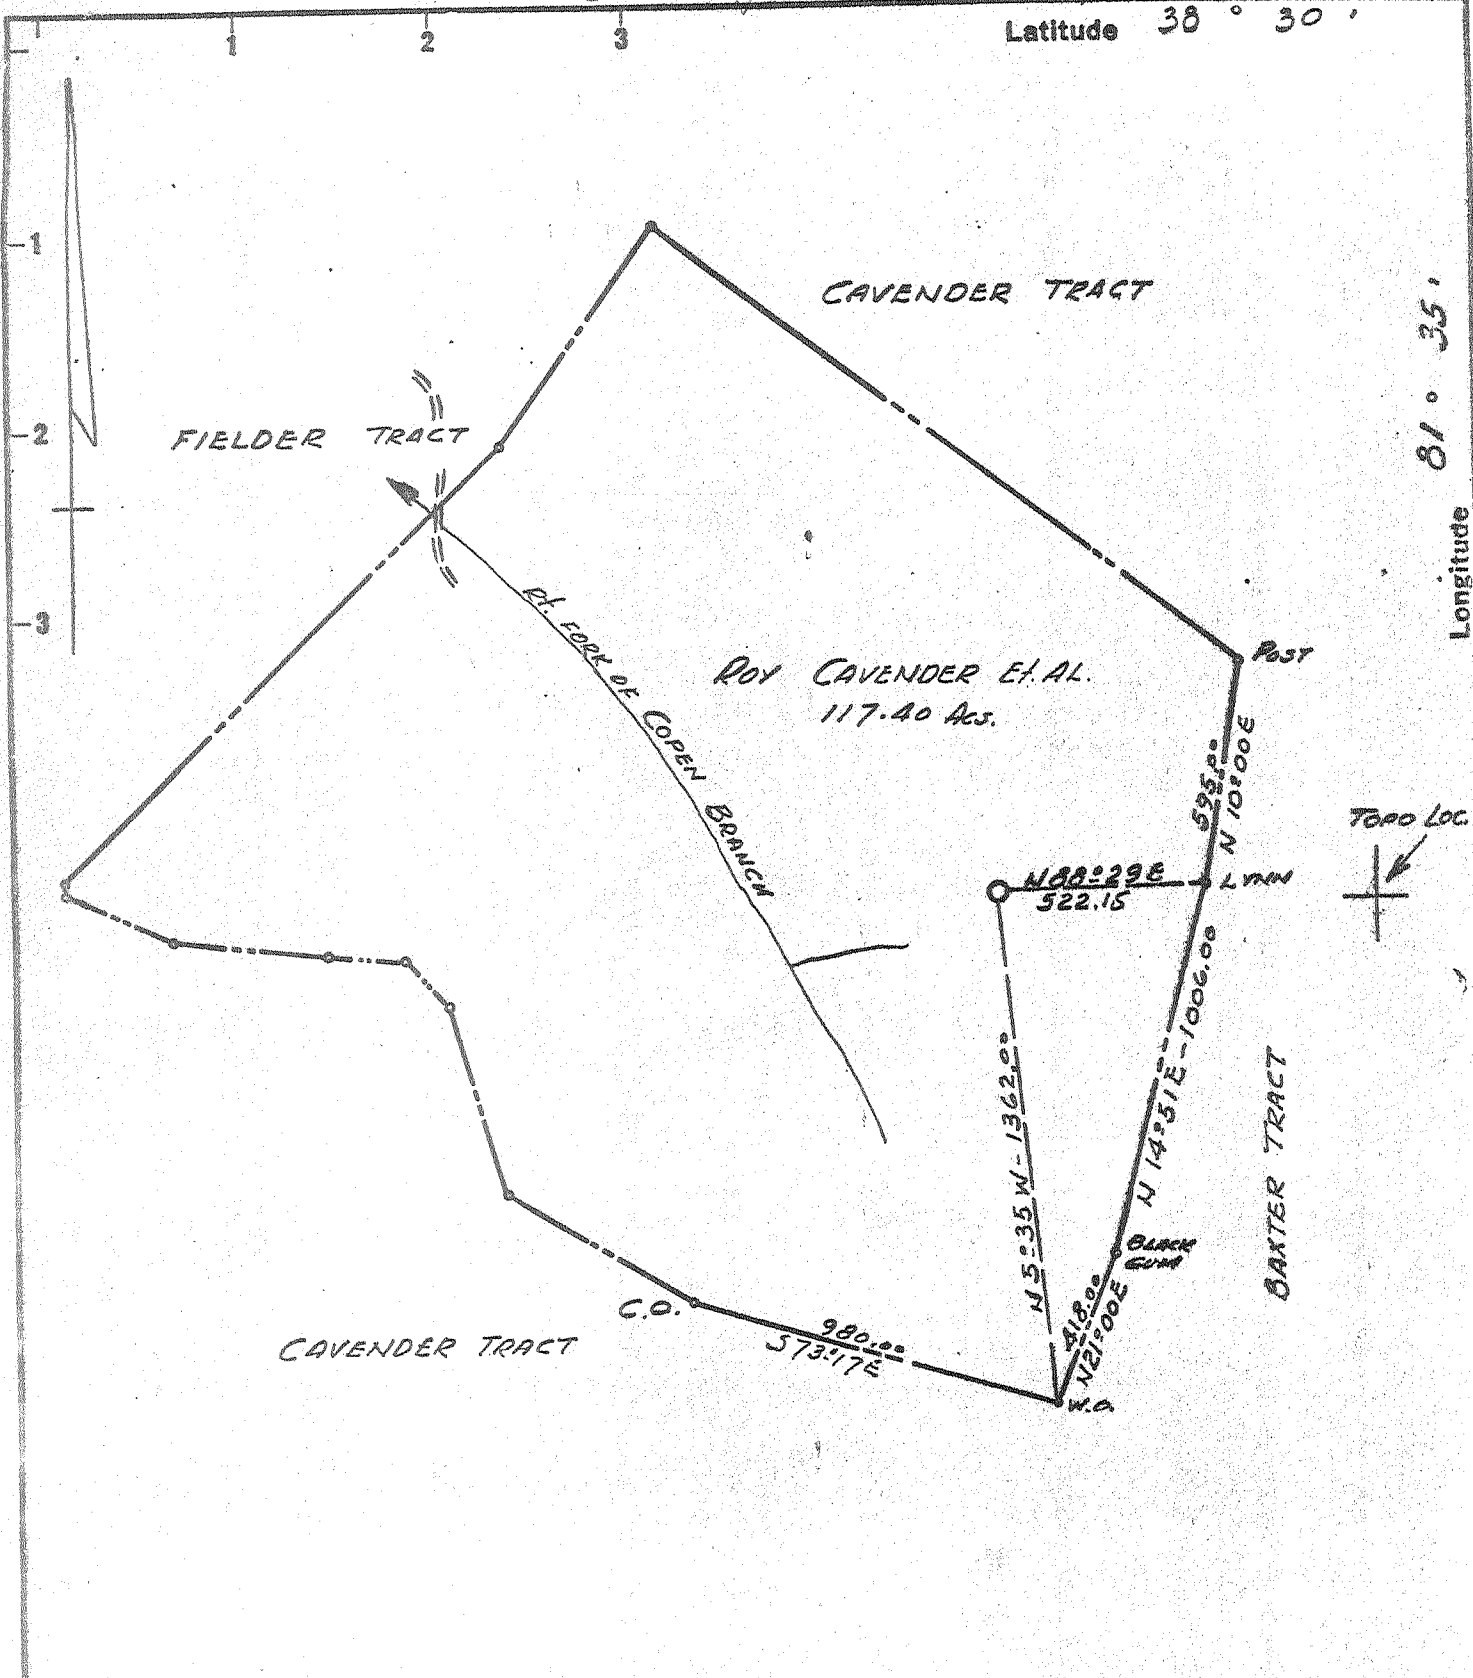 1 2 3
Latitude 38 ° 30 '
-1
-2
-3
81 ° 35 '
Longitude
CAVENDER TRACT
FIELDER TRACT
Rt. FORK OF COPEN BRANCH
ROY CAVENDER Et. AL.
117.40 Acs.
POST
595.00
N 10°00E
TOPO LOC.
N88°29E
522.15
LYNN
N 14°51E-1006.00
N 5°35W-1362.00
BAXTER TRACT
BLACK
GUM
418.00
N21°00E
C.O.
980.00
S73°17E
CAVENDER TRACT
W.O.